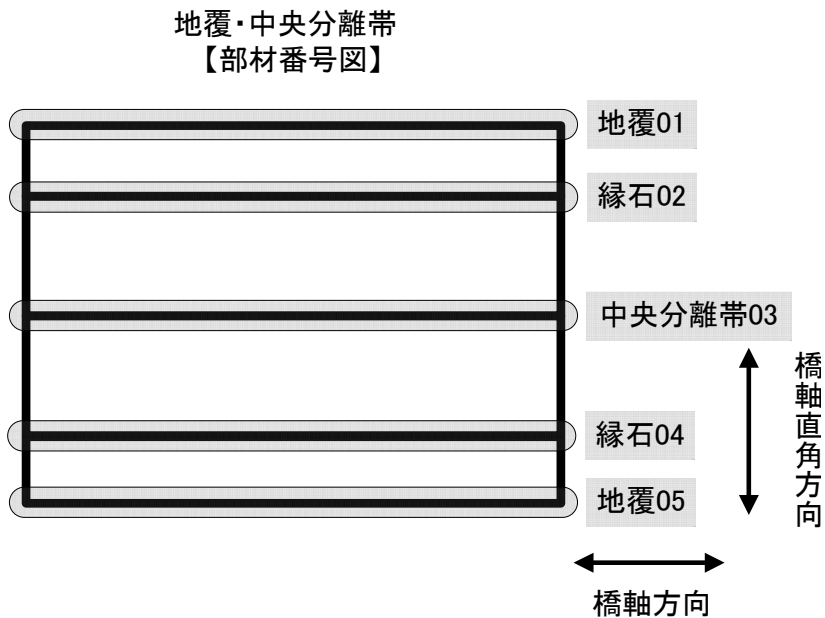 地覆・中央分離帯
【部材番号図】
地覆01
縁石02
中央分離帯03
縁石04
地覆05
橋軸直角方向
橋軸方向